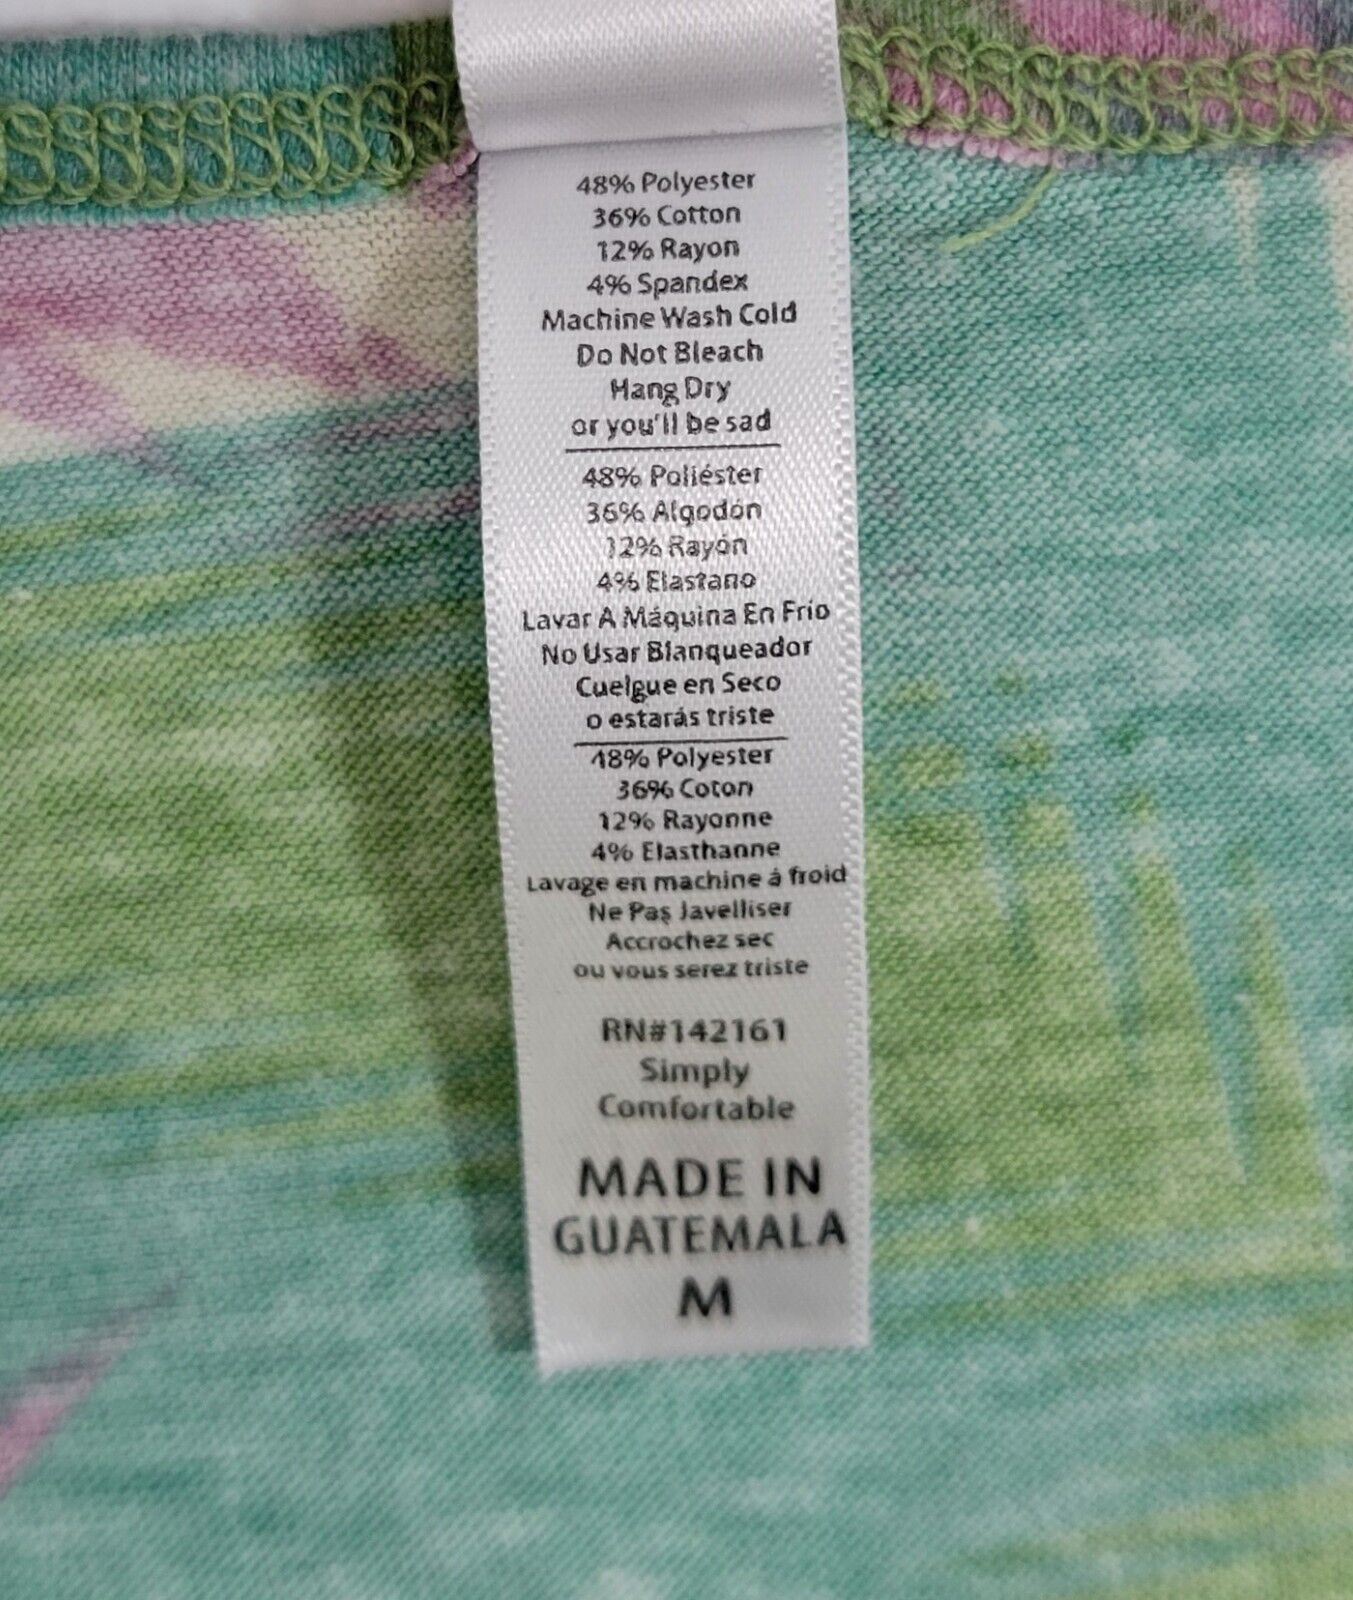 48% Polyester
36% Cotton
12% Rayon
4% Spandex
Machine Wash Cold
Do Not Bleach
Hang Dry
or you'll be sad
48% Poliéster
36% Algodón
12% Rayón
4% Elastano
Lavar A Máquina En Frío
No Usar Blanqueador
Cuelgue en Seco
o estarás triste
48% Polyester
36% Coton
12% Rayonne
4% Elasthanne
Lavage en machine á froid
Ne Pas Javelliser
Accrochez sec
ou vous serez triste
RN#142161
Simply
Comfortable
MADE IN
GUATEMALA
M